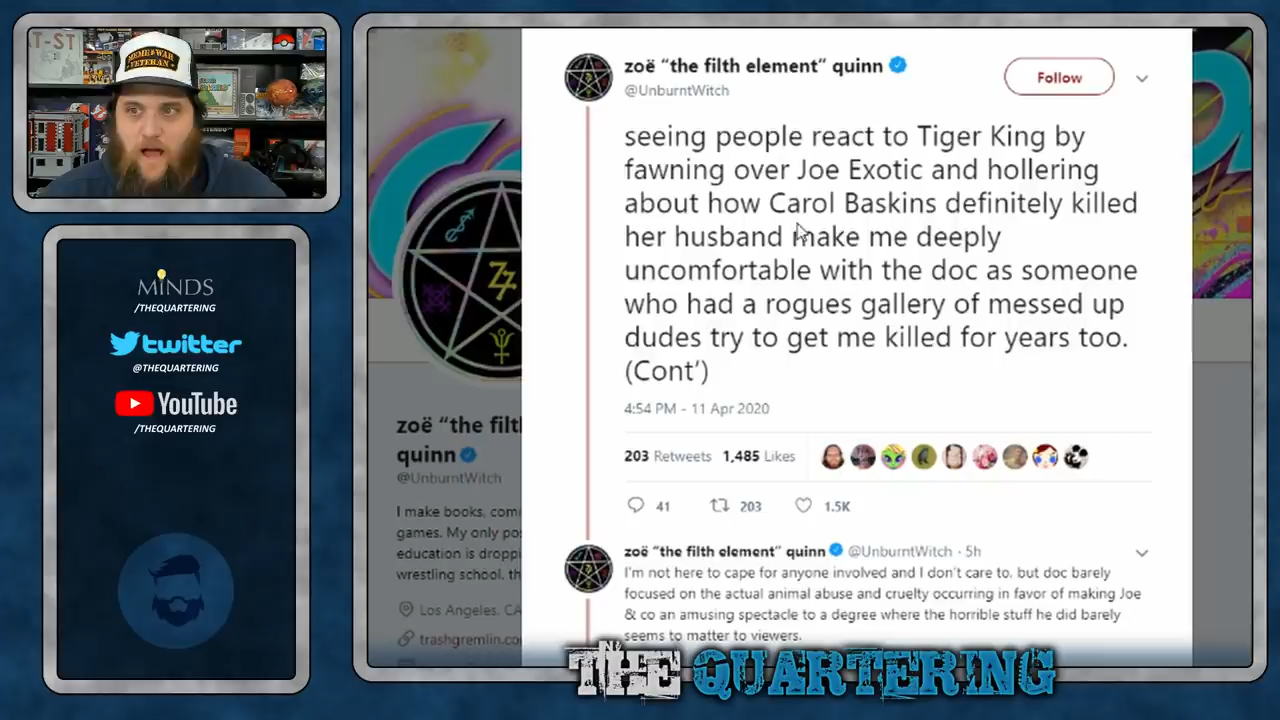 AT-ST
MEME WAR
VETERAN
MINDS
/THEQUARTERING
twitter
@THEQUARTERING
YouTube
/THEQUARTERING
zoë "the filt
quinn
@UnburntWitch
I make books, com
games. My only po
education is droppi
wrestling school. th
Los Angeles, CA
trashgremlin.co
zoë “the filth element” quinn
@UnburntWitch
Follow
seeing people react to Tiger King by
fawning over Joe Exotic and hollering
about how Carol Baskins definitely killed
her husband make me deeply
uncomfortable with the doc as someone
who had a rogues gallery of messed up
dudes try to get me killed for years too.
(Cont’)
4:54 PM - 11 Apr 2020
203 Retweets 1,485 Likes
41 203 1.5K
zoë “the filth element” quinn @UnburntWitch · 5h
I'm not here to cape for anyone involved and I don't care to, but doc barely
focused on the actual animal abuse and cruelty occurring in favor of making Joe
& co an amusing spectacle to a degree where the horrible stuff he did barely
seems to matter to viewers.
THE QUARTERING